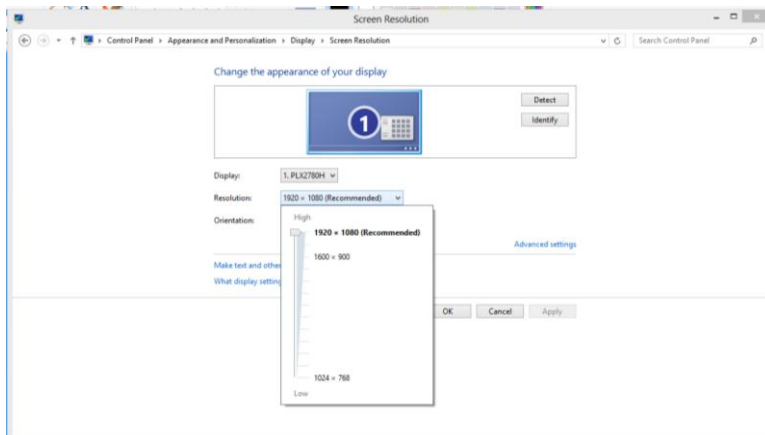 Screen Resolution
Control Panel › Appearance and Personalization › Display › Screen Resolution
Search Control Panel
Change the appearance of your display
1
Detect
Identify
Display: 1. PLX2780H
Resolution: 1920 × 1080 (Recommended)
Orientation:
High
1920 × 1080 (Recommended)
1600 × 900
1024 × 768
Low
Advanced settings
Make text and other
What display setting
OK Cancel Apply